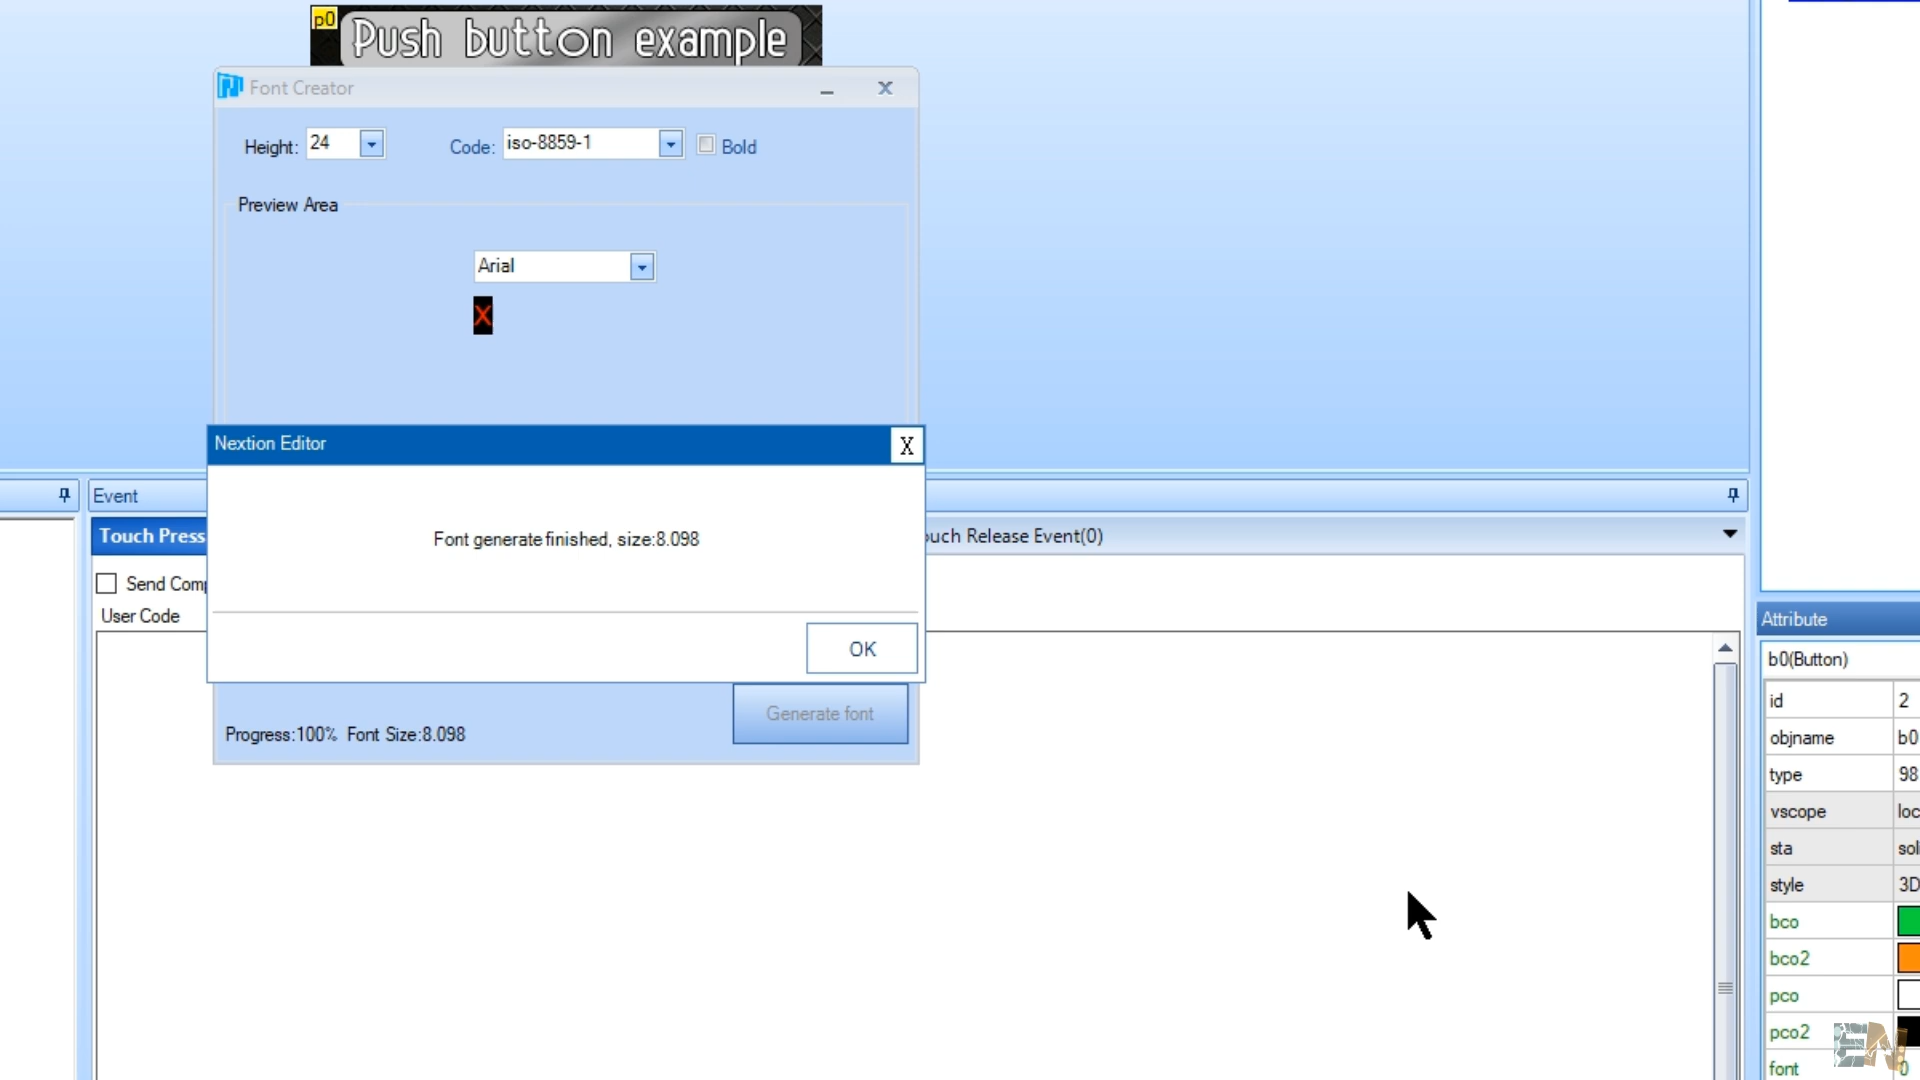 p0
Push button example
Font Creator
Height: 24 Code: iso-8859-1 Bold
Preview Area
Arial
X
Nextion Editor X
Font generate finished, size:8.098
OK
Generate font
Progress:100% Font Size:8.098
Event
Touch Press
uch Release Event(0)
Send Comp
User Code
Attribute
b0(Button)
id 2
objname b0
type 98
vscope loc
sta soli
style 3D
bco
bco2
pco
pco2
font 0
EN